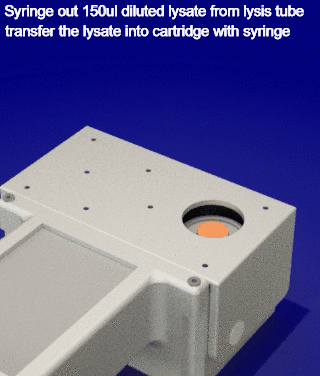 Syringe out 150ul diluted lysate from lysis tube
transfer the lysate into cartridge with syringe